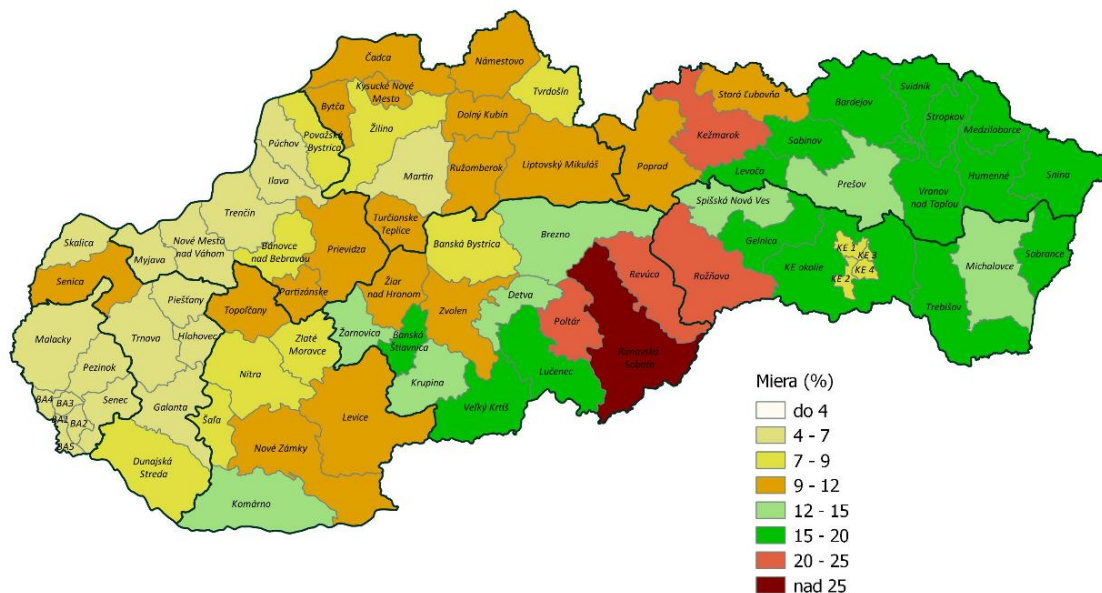 Čadca
Námestovo
Kysucké Nové
Mesto
Tvrdošín
Bytča
Stará Ľubovňa
Svidník
Bardejov
Dolný Kubín
Považská
Bystrica
Žilina
Stropkov
Kežmarok
Medzilaborce
Púchov
Sabinov
Ružomberok
Liptovský Mikuláš
Poprad
Levoča
Martin
Ilava
Prešov
Humenné
Snina
Vranov
nad Topľou
Spišská Nová Ves
Trenčín
Turčianske
Teplice
Brezno
Skalica
Nové Mesto
nad Váhom
Bánovce
nad Bebravou
Prievidza
Banská Bystrica
Myjava
Gelnica
KE 1
KE 3
KE okolie
KE 4
KE 2
Sobrance
Michalovce
Revúca
Rožňava
Senica
Žiar
nad Hronom
Partizánske
Detva
Trebišov
Piešťany
Topoľčany
Zvolen
Poltár
Žarnovica
Banská
Štiavnica
Malacky
Trnava
Hlohovec
Zlaté
Moravce
Rimavská
Sobota
Pezinok
Nitra
Lučenec
Krupina
BA4
BA3
Senec
Galanta
Levice
Veľký Krtíš
BA1
BA2
Šaľa
BA5
Nové Zámky
Dunajská
Streda
Komárno
Miera (%)
do 4
4 - 7
7 - 9
9 - 12
12 - 15
15 - 20
20 - 25
nad 25